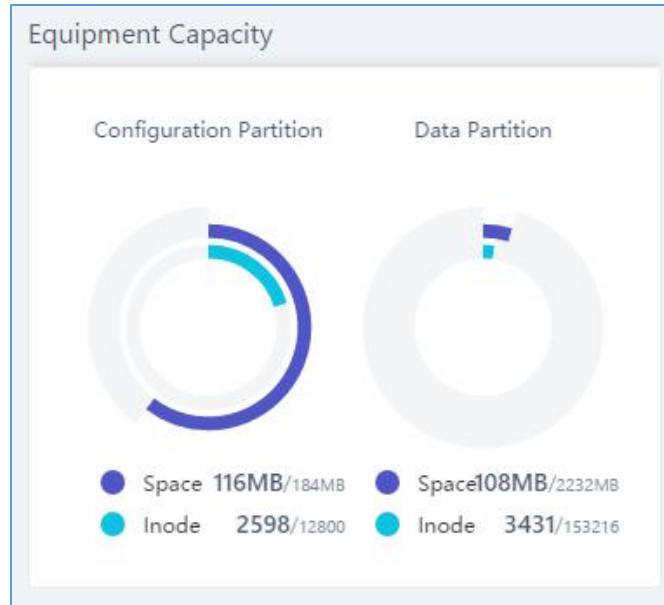 Equipment Capacity
Configuration Partition
Data Partition
Space 116MB/184MB
Inode 2598/12800
Space108MB/2232MB
Inode 3431/153216